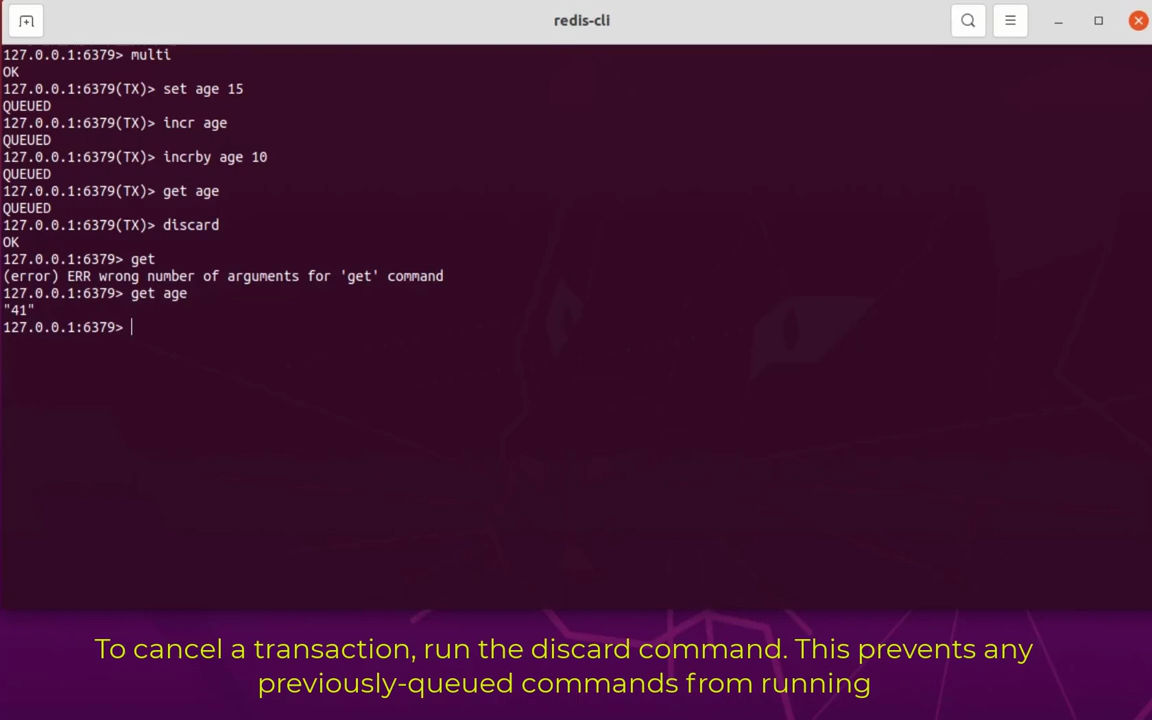 redis-cli
127.0.0.1:6379> multi
OK
127.0.0.1:6379(TX)> set age 15
QUEUED
127.0.0.1:6379(TX)> incr age
QUEUED
127.0.0.1:6379(TX)> incrby age 10
QUEUED
127.0.0.1:6379(TX)> get age
QUEUED
127.0.0.1:6379(TX)> discard
OK
127.0.0.1:6379> get
(error) ERR wrong number of arguments for 'get' command
127.0.0.1:6379> get age
"41"
127.0.0.1:6379>
To cancel a transaction, run the discard command. This prevents any
previously-queued commands from running